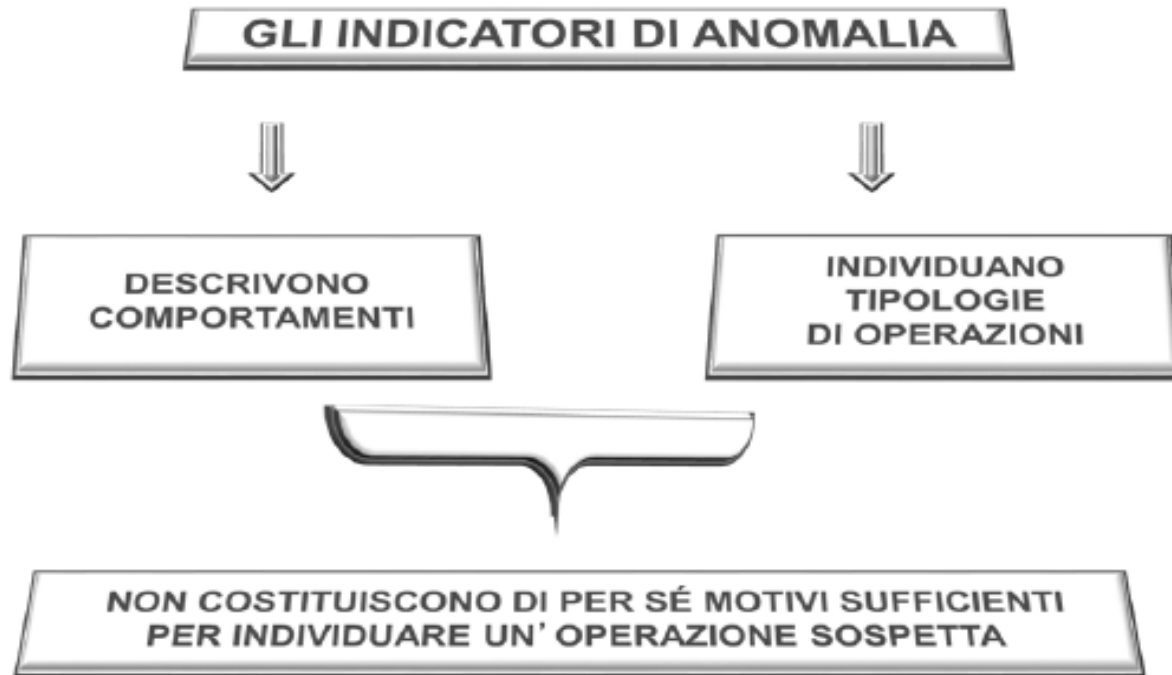 GLI INDICATORI DI ANOMALIA
DESCRIVONO
COMPORTAMENTI
INDIVIDUANO
TIPOLOGIE
DI OPERAZIONI
NON COSTITUISCONO DI PER SÉ MOTIVI SUFFICIENTI
PER INDIVIDUARE UN' OPERAZIONE SOSPETTA